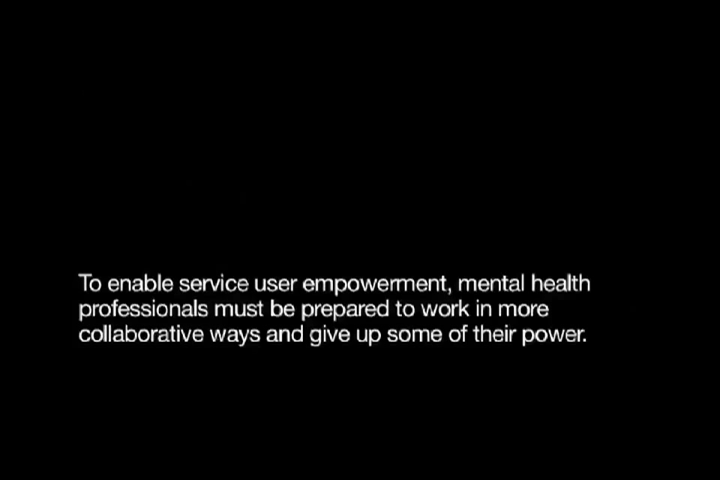 To enable service user empowerment, mental health
professionals must be prepared to work in more
collaborative ways and give up some of their power.